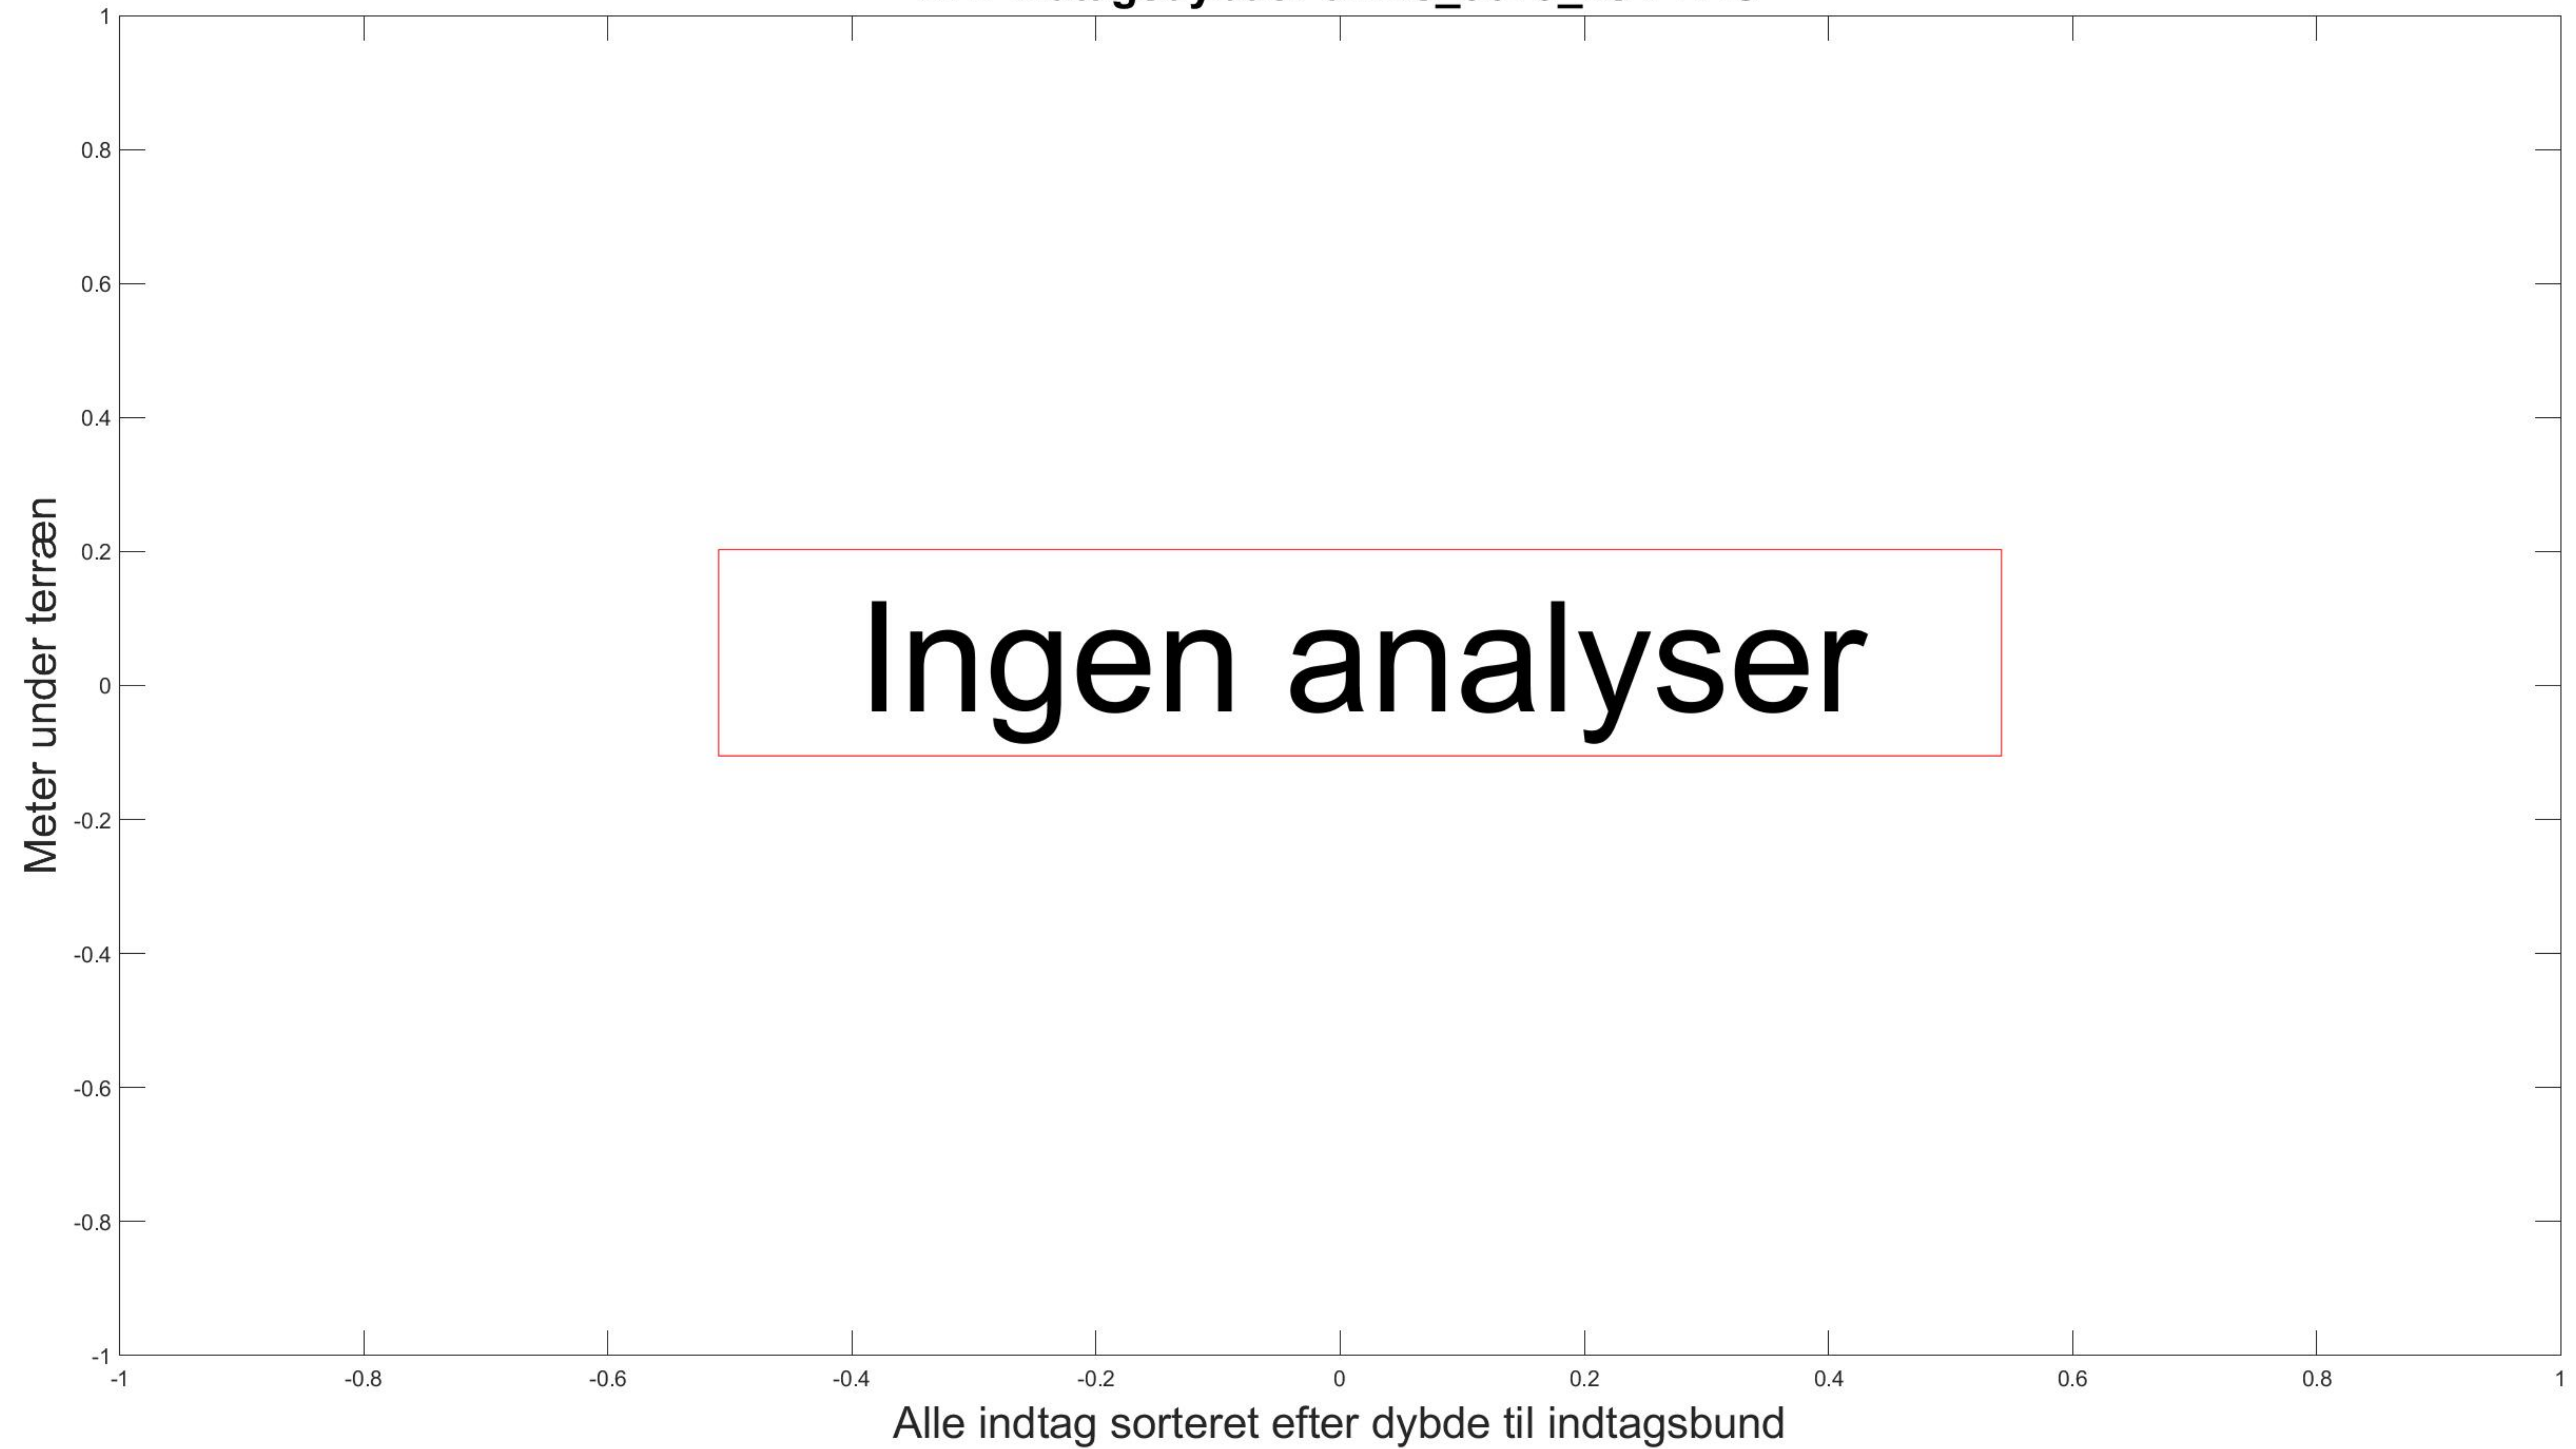 1
0.8
0.6
0.4
0.2
0
-0.2
-0.4
-0.6
-0.8
-1
Meter under terræn
Ingen analyser
-1 -0.8 -0.6 -0.4 -0.2 0 0.2 0.4 0.6 0.8 1
Alle indtag sorteret efter dybde til indtagsbund